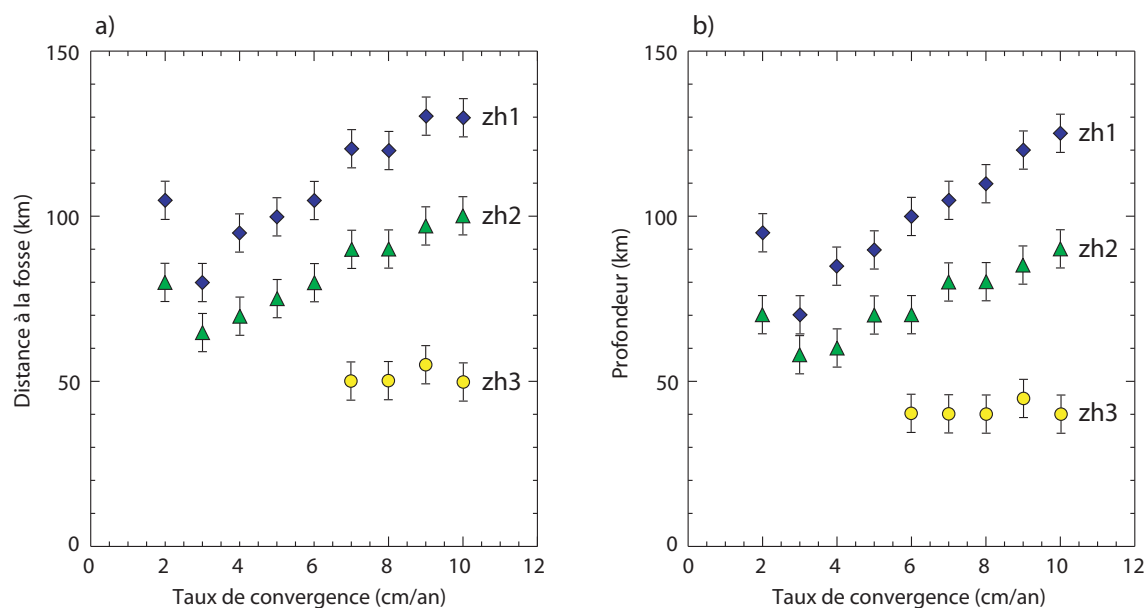 a)
150
100
50
0
Distance à la fosse (km)
zh1
zh2
zh3
0 2 4 6 8 10 12
Taux de convergence (cm/an)
b)
150
100
50
0
Profondeur (km)
zh1
zh2
zh3
0 2 4 6 8 10 12
Taux de convergence (cm/an)